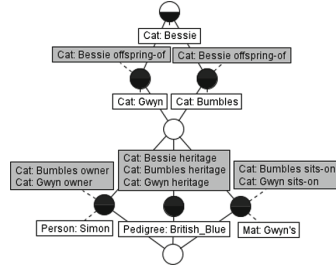 Cat: Bessie
Cat: Bessie offspring-of
Cat: Bessie offspring-of
Cat: Gwyn
Cat: Bumbles
Cat: Bumbles owner
Cat: Gwyn owner
Cat: Bessie heritage
Cat: Bumbles heritage
Cat: Gwyn heritage
Cat: Bumbles sits-on
Cat: Gwyn sits-on
Person: Simon
Pedigree: British_Blue
Mat: Gwyn's